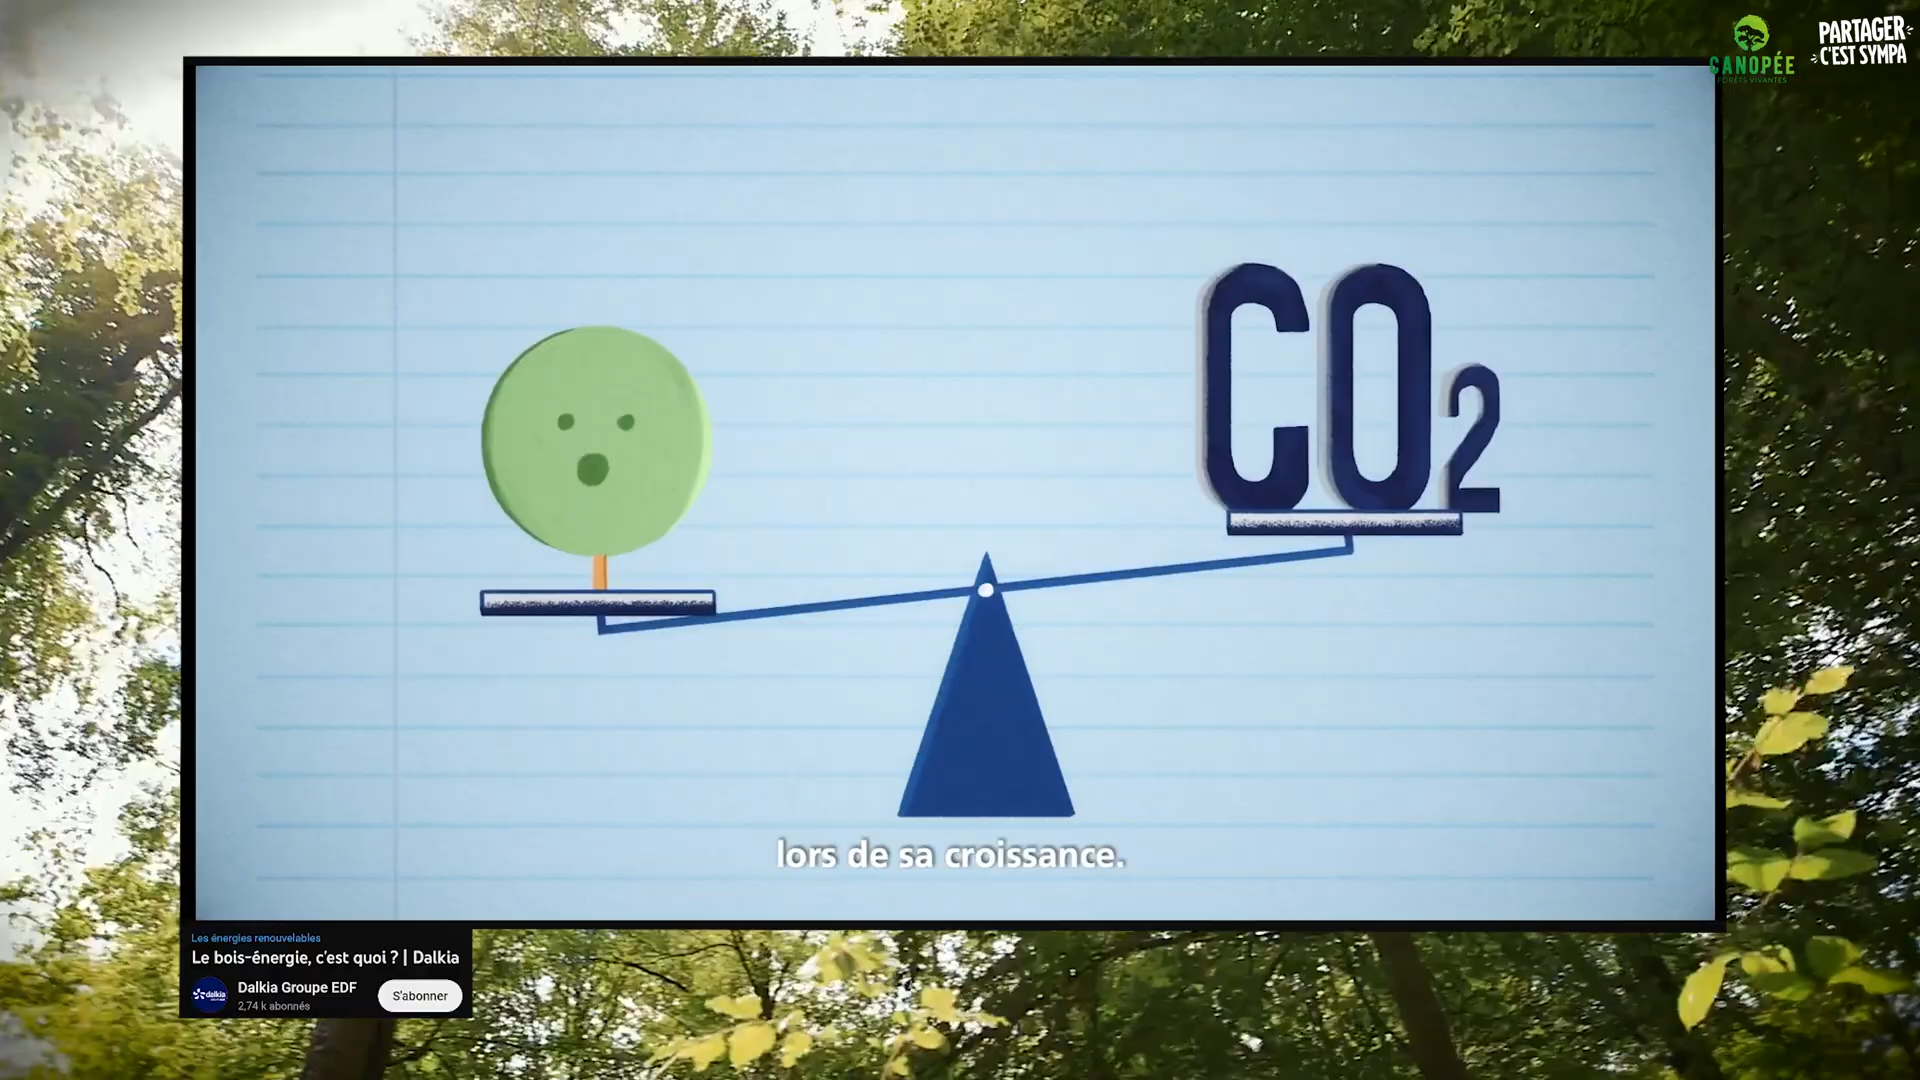 CANOPÉE
FORÊTS VIVANTES
PARTAGER
C'EST SYMPA
CO2
lors de sa croissance.
Les énergies renouvelables
Le bois-énergie, c'est quoi ? | Dalkia
dalkia
Dalkia Groupe EDF
2,74 k abonnés
S'abonner